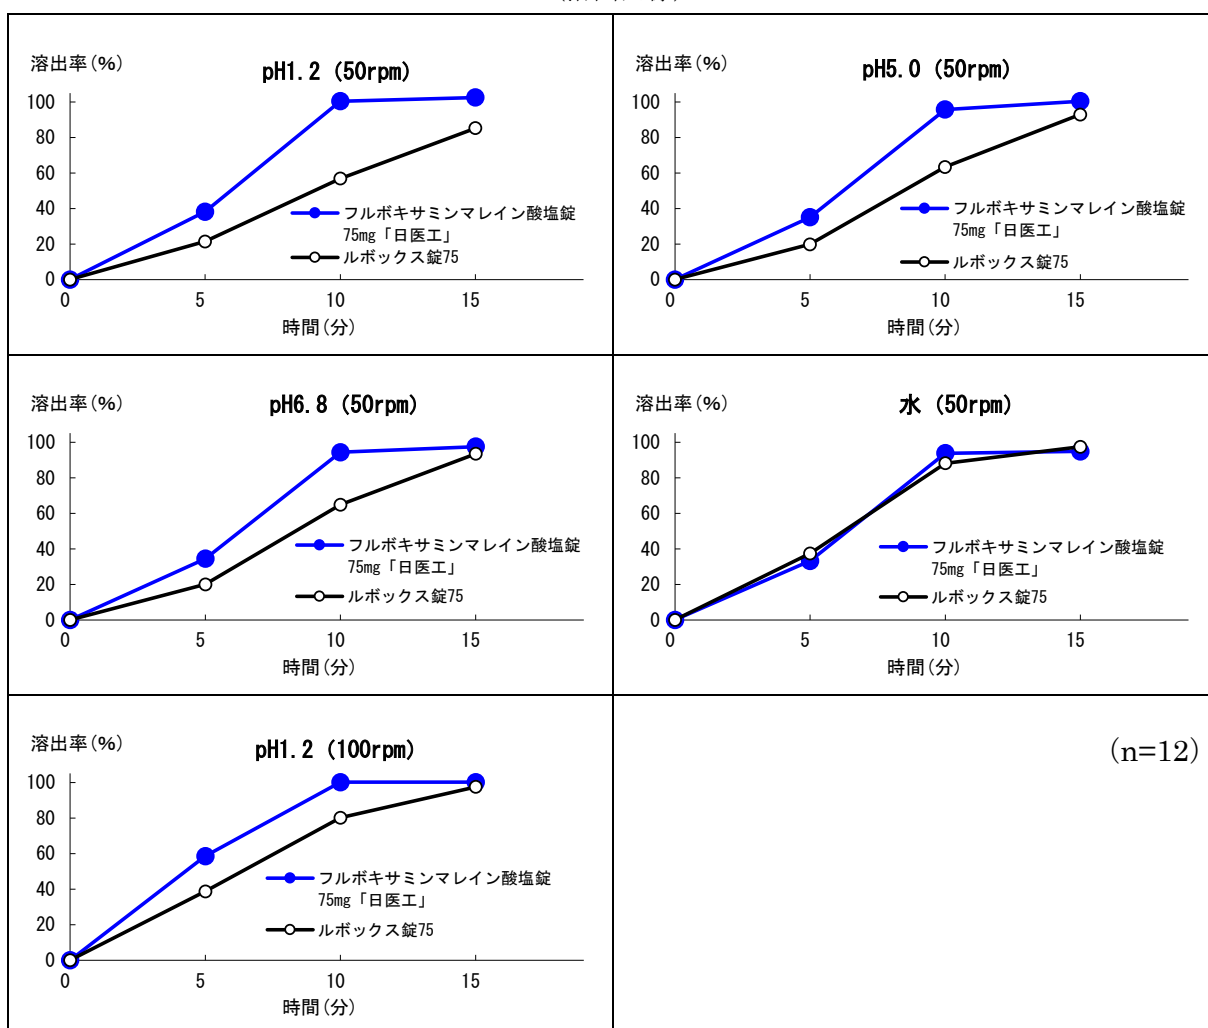 溶出率(%)
pH1.2 (50rpm)
100
80
60
40
20
0
0 5 10 15
時間(分)
フルボキサミンマレイン酸塩錠
75mg「日医工」
ルボックス錠75
溶出率(%)
pH5.0 (50rpm)
100
80
60
40
20
0
0 5 10 15
時間(分)
フルボキサミンマレイン酸塩錠
75mg「日医工」
ルボックス錠75
溶出率(%)
pH6.8 (50rpm)
100
80
60
40
20
0
0 5 10 15
時間(分)
フルボキサミンマレイン酸塩錠
75mg「日医工」
ルボックス錠75
溶出率(%)
水 (50rpm)
100
80
60
40
20
0
0 5 10 15
時間(分)
フルボキサミンマレイン酸塩錠
75mg「日医工」
ルボックス錠75
溶出率(%)
pH1.2 (100rpm)
100
80
60
40
20
0
0 5 10 15
時間(分)
フルボキサミンマレイン酸塩錠
75mg「日医工」
ルボックス錠75
(n=12)